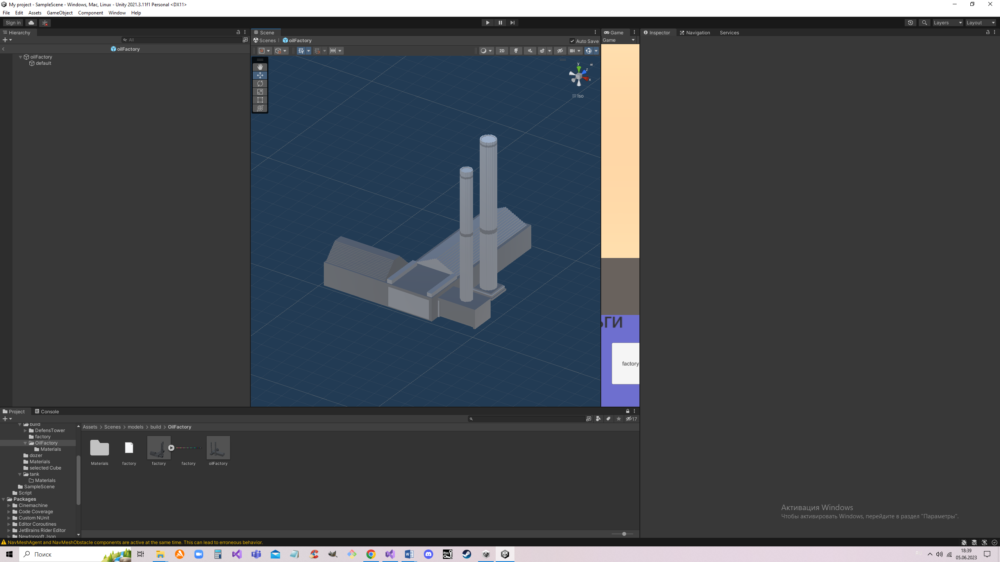 My project - SampleScene - Windows, Mac, Linux - Unity 2021.3.11f1 Personal <DX11>
File Edit Assets GameObject Component Window Help
Sign in
Layers
Layout
Hierarchy
Scene
Game
Inspector
Navigation
Services
All
Scenes
oilFactory
Auto Save
Game
oilFactory
2D
oilFactory
default
y
z
x
Iso
ЬГИ
factory
Project
Console
17
Assets > Scenes > models > build > OilFactory
build
DefensTower
factory
OilFactory
Materials
dozer
Materials
selected Cube
tank
Materials
SampleScene
Script
Packages
Cinemachine
Code Coverage
Custom NUnit
Editor Coroutines
JetBrains Rider Editor
Newtonsoft Json
Materials
factory
factory
factory
oilFactory
Активация Windows
Чтобы активировать Windows, перейдите в раздел "Параметры".
NavMeshAgent and NavMeshObstacle components are active at the same time. This can lead to erroneous behavior.
Поиск
18:39
05.06.2023